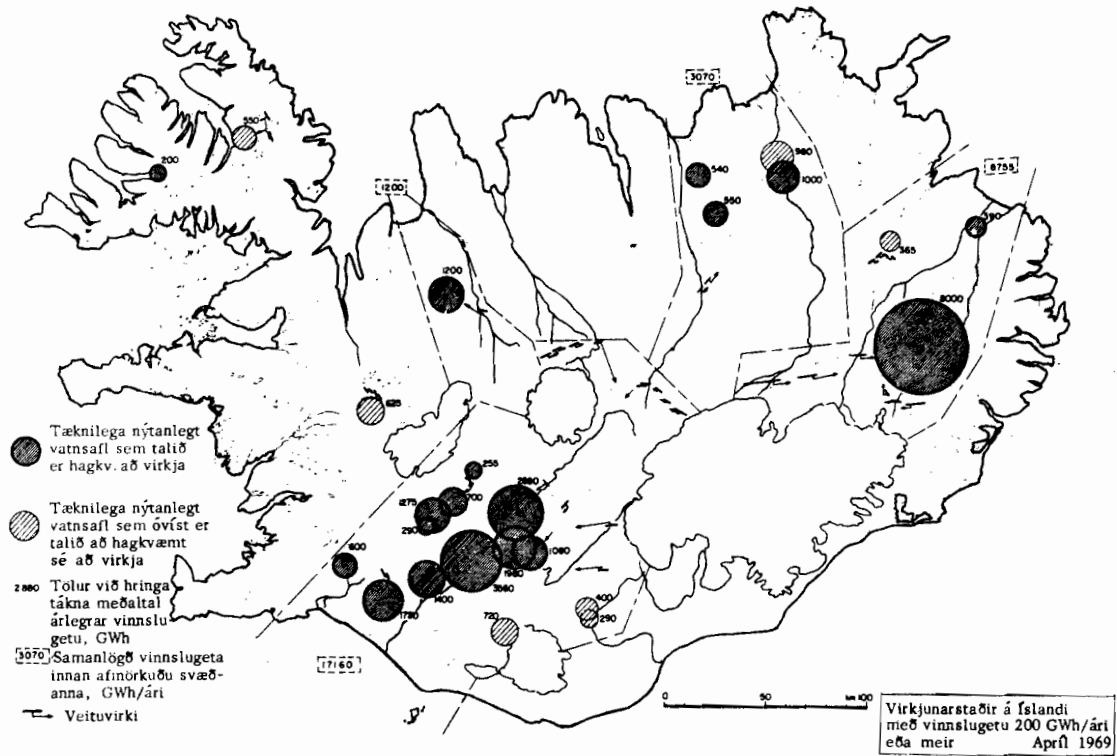 3070
550
200
980
540
1000
1200
8755
550
390
365
1200
8000
625
Tæknilega nýtanlegt
vatnsafl sem talið
er hagkv. að virkja
255
2880
700
1275
290
Tæknilega nýtanlegt
vatnsafl sem óvíst er
talið að hagkvæmt
sé að virkja
600
1080
1960
3560
1400
400
290
1780
720
2880 Tölur við hringa
tákna meðaltal
árlegrar vinnslu
getu, GWh
17160
3070 Samanlögð vinnslugeta
innan afmörkuðu svæð-
anna, GWh/ári
Veituvirki
0 50 km 100
Virkjunarstaðir á Íslandi
með vinnslugetu 200 GWh/ári
eða meir Apríl 1969